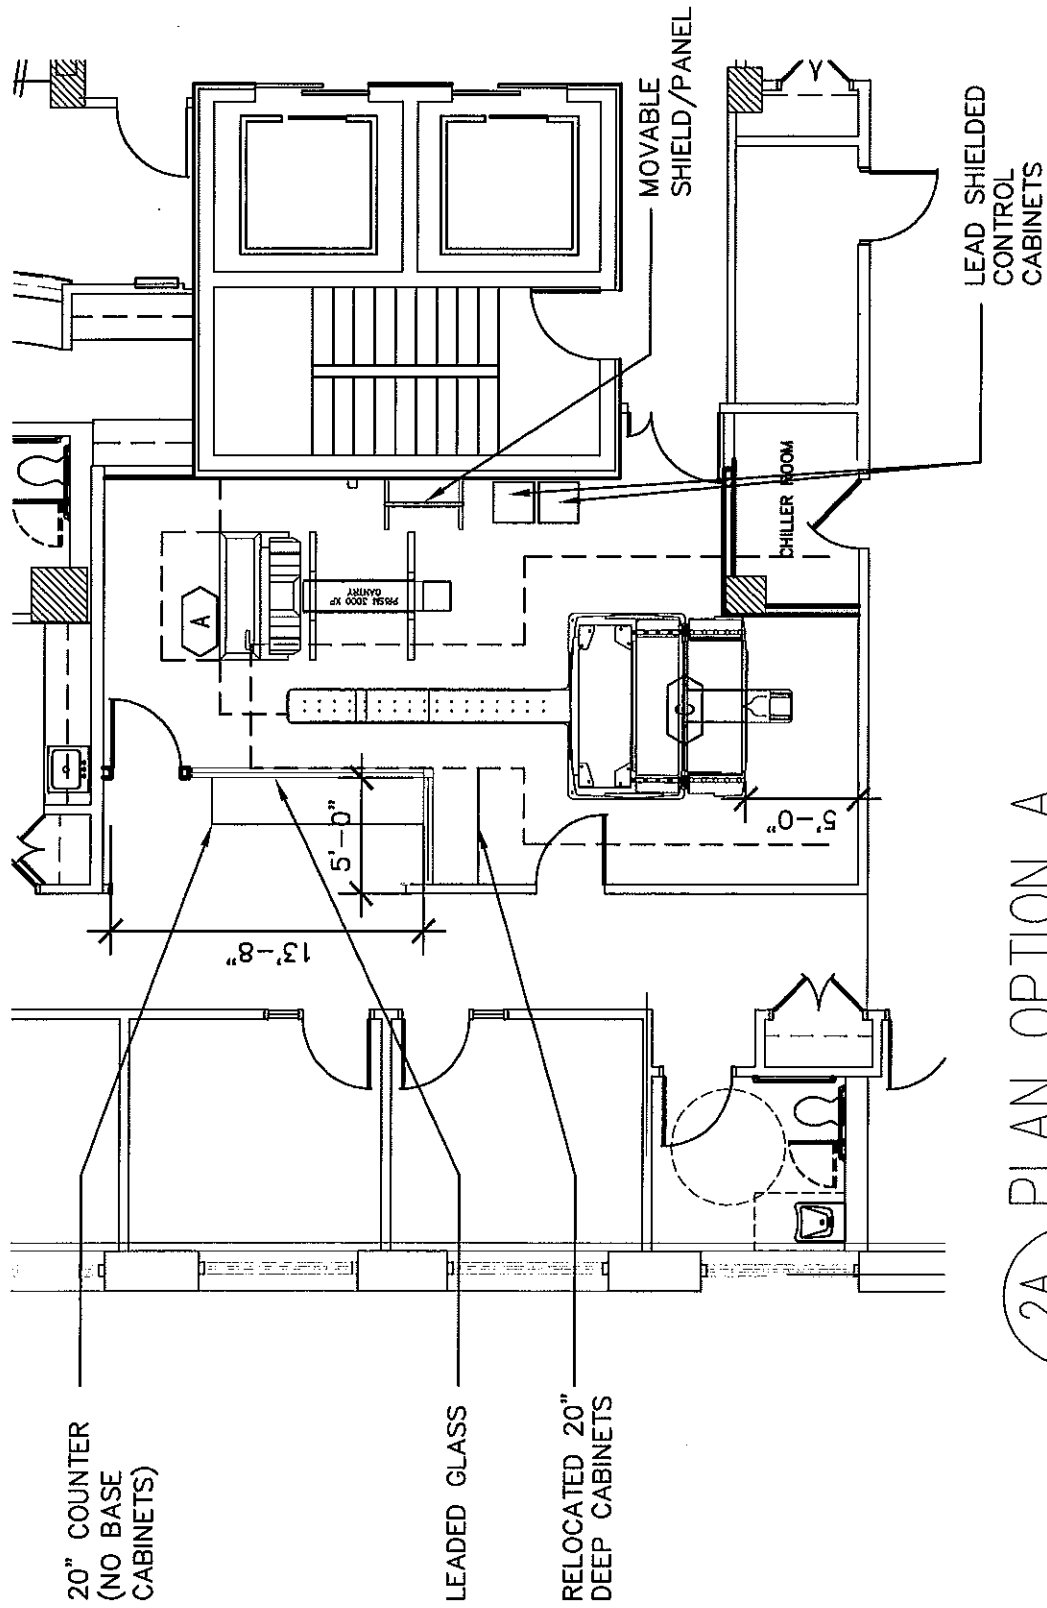 20" COUNTER
(NO BASE
CABINETS)
LEADED GLASS
RELOCATED 20"
DEEP CABINETS
13'-8"
5'-0"
5'-0"
A
PRISM 3000 XP
GANTRY
CHILLER ROOM
MOVABLE
SHIELD/PANEL
LEAD SHIELDED
CONTROL
CABINETS
2A
PLAN OPTION A